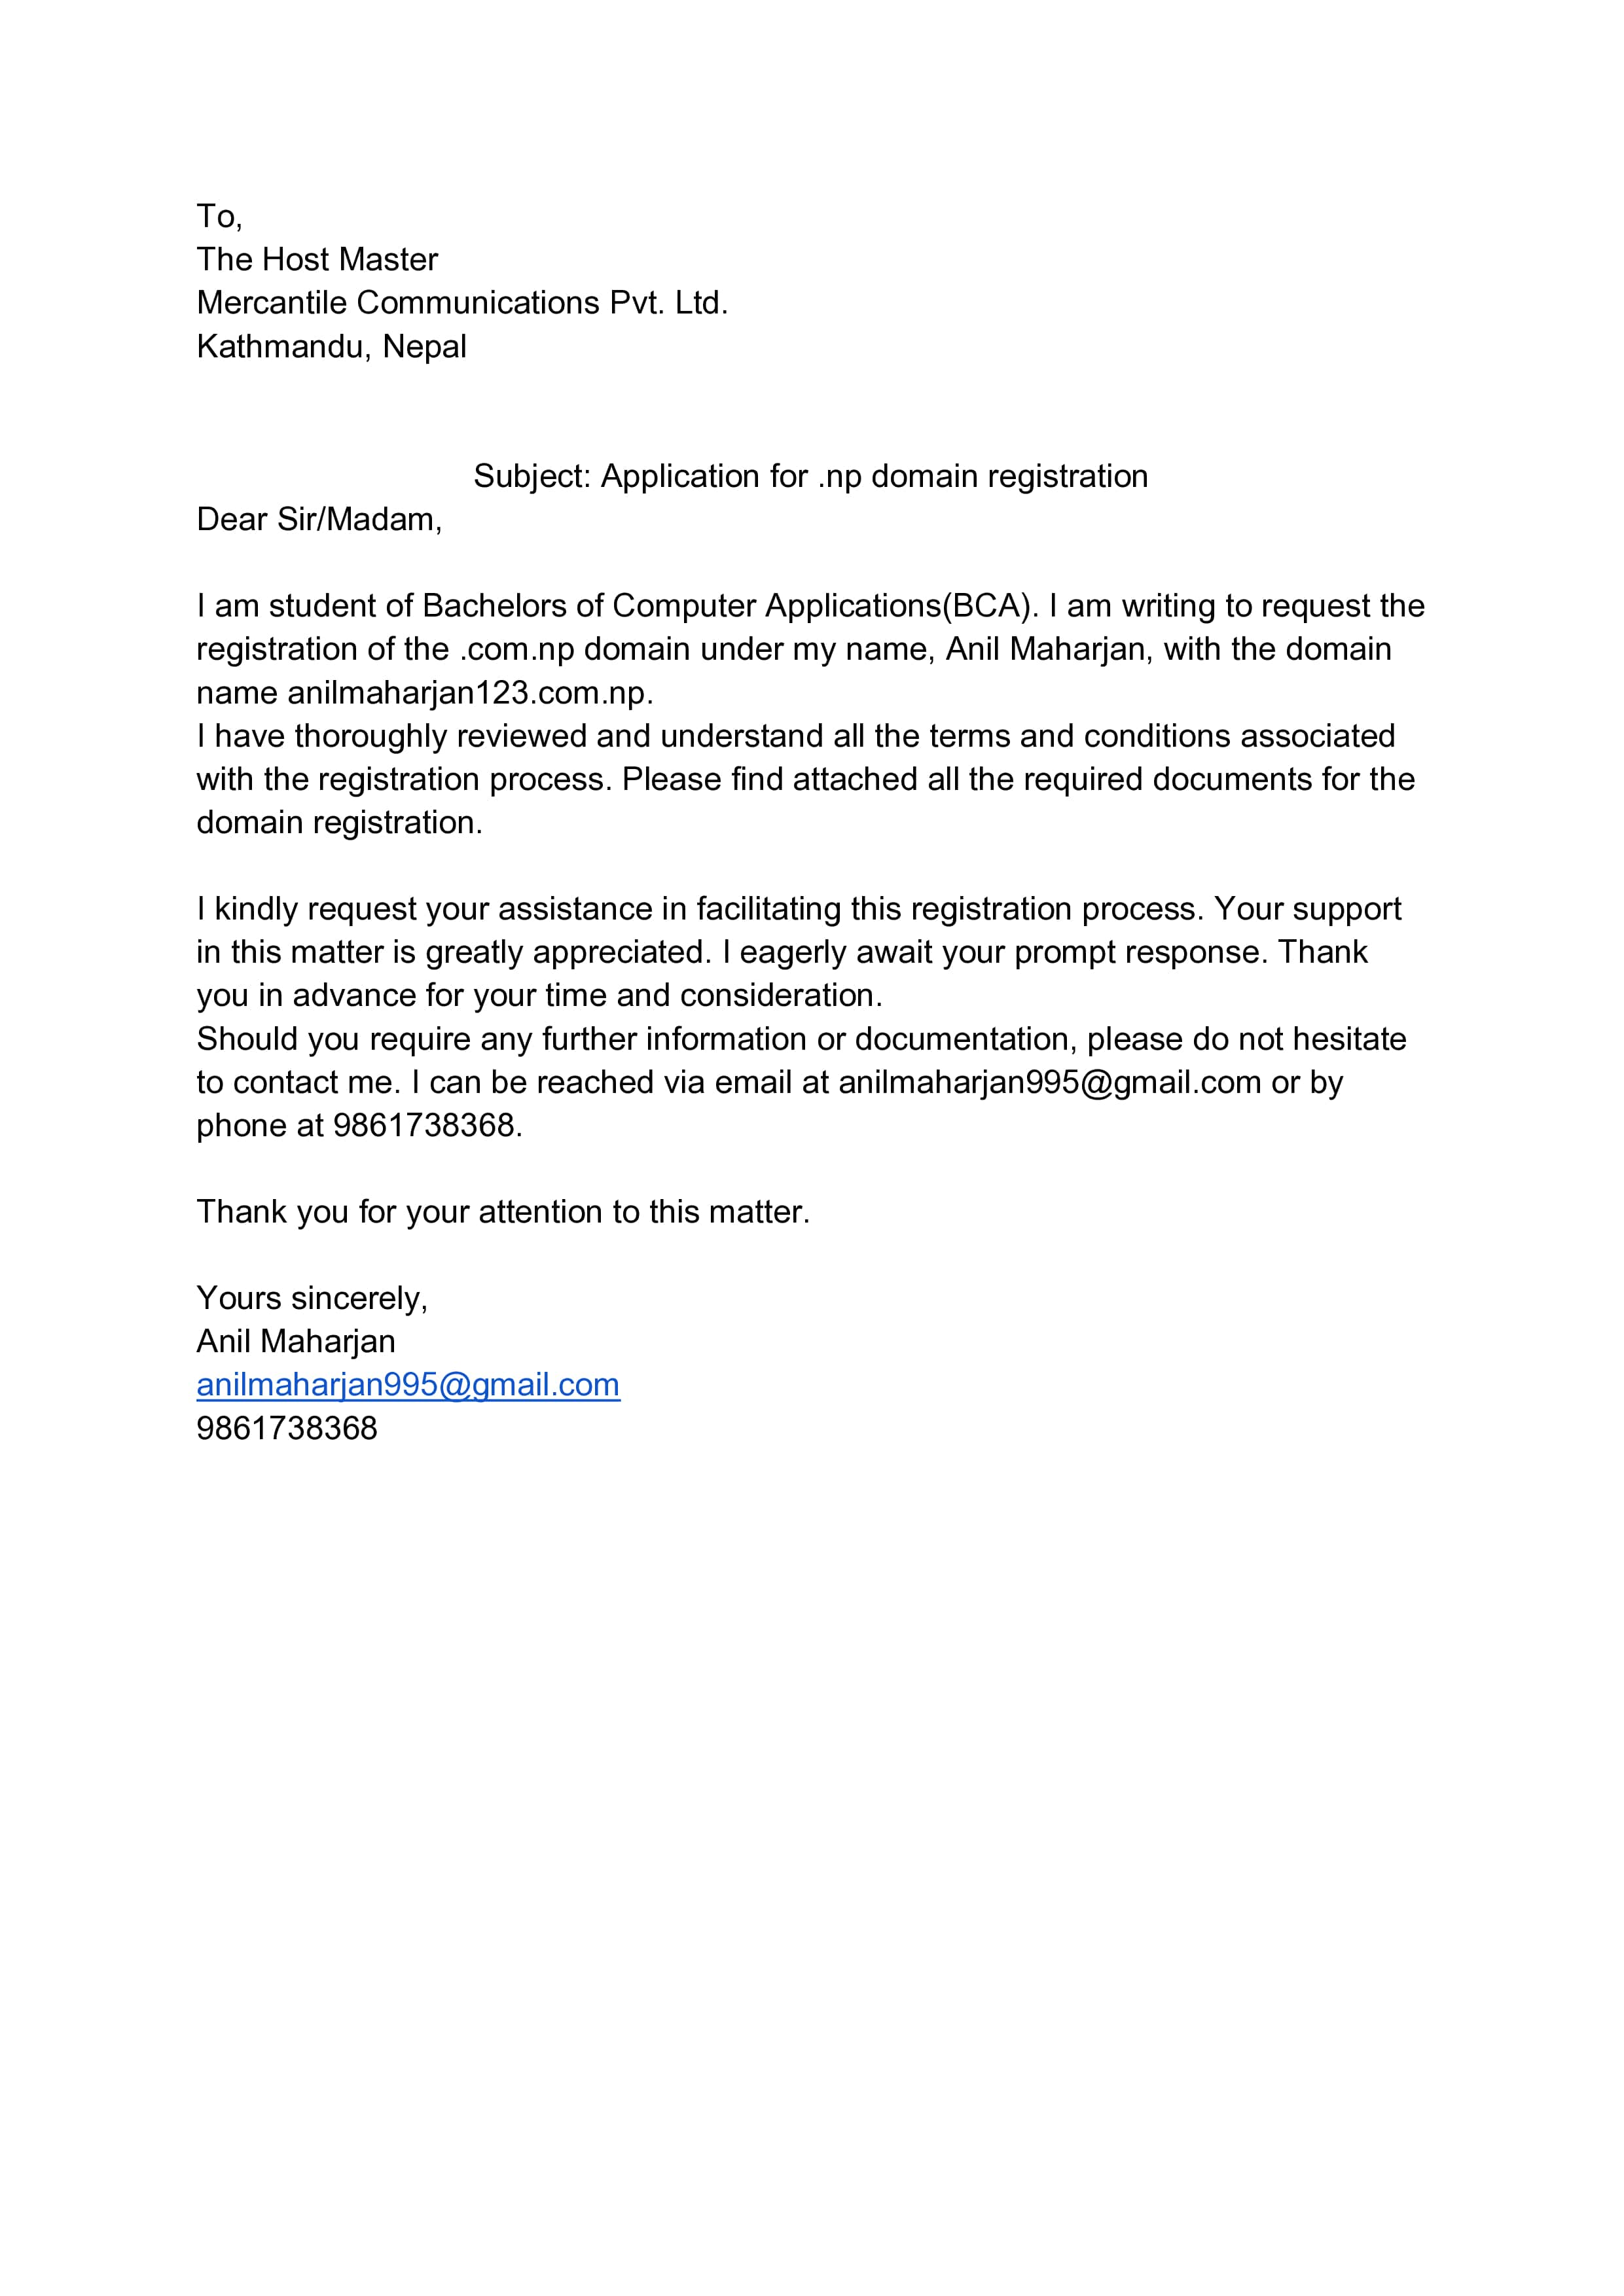 To,
The Host Master
Mercantile Communications Pvt. Ltd.
Kathmandu, Nepal
Subject: Application for .np domain registration
Dear Sir/Madam,
I am student of Bachelors of Computer Applications(BCA). I am writing to request the
registration of the .com.np domain under my name, Anil Maharjan, with the domain
name anilmaharjan123.com.np.
I have thoroughly reviewed and understand all the terms and conditions associated
with the registration process. Please find attached all the required documents for the
domain registration.
I kindly request your assistance in facilitating this registration process. Your support
in this matter is greatly appreciated. I eagerly await your prompt response. Thank
you in advance for your time and consideration.
Should you require any further information or documentation, please do not hesitate
to contact me. I can be reached via email at anilmaharjan995@gmail.com or by
phone at 9861738368.
Thank you for your attention to this matter.
Yours sincerely,
Anil Maharjan
anilmaharjan995@gmail.com
9861738368